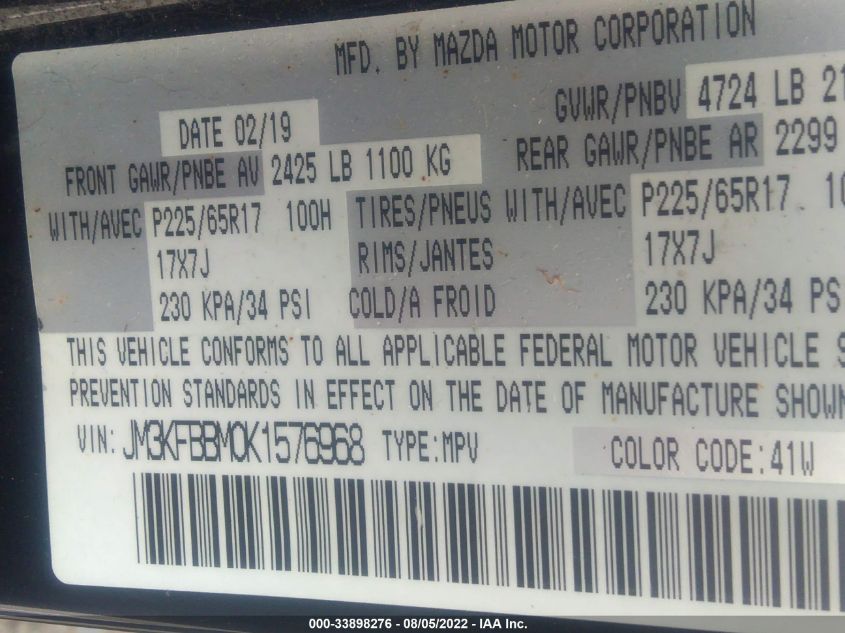 MFD. BY MAZDA MOTOR CORPORATION
DATE 02/19 GVWR/PNBV 4724 LB 21
FRONT GAWR/PNBE AV 2425 LB 1100 KG REAR GAWR/PNBE AR 2299
WITH/AVEC P225/65R17 100H TIRES/PNEUS WITH/AVEC P225/65R17 10
17X7J RIMS/JANTES 17X7J
230 KPA/34 PSI COLD/A FROID 230 KPA/34 PS
THIS VEHICLE CONFORMS TO ALL APPLICABLE FEDERAL MOTOR VEHICLE S
PREVENTION STANDARDS IN EFFECT ON THE DATE OF MANUFACTURE SHOWN
VIN: JM3KFBBM0K1576968 TYPE:MPV COLOR CODE:41W
000-33898276 - 08/05/2022 - IAA Inc.